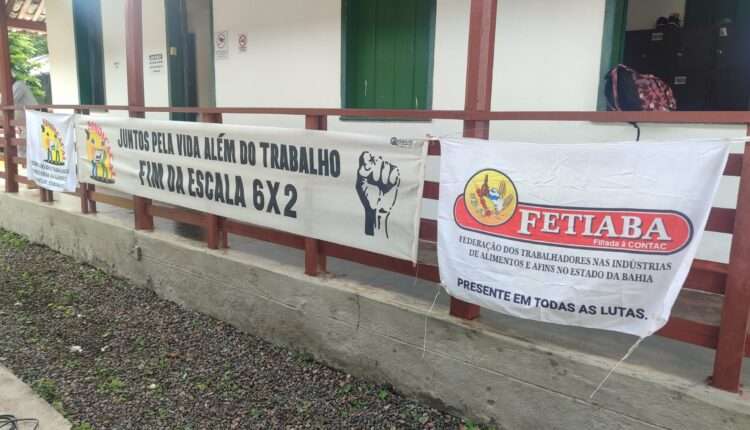 JUNTOS PELA VIDA ALÉM DO TRABALHO
FIM DA ESCALA 6X2
FETIABA
Filiada à CONTAC
FEDERAÇÃO DOS TRABALHADORES NAS INDÚSTRIAS
DE ALIMENTOS E AFINS NO ESTADO DA BAHIA
PRESENTE EM TODAS AS LUTAS.